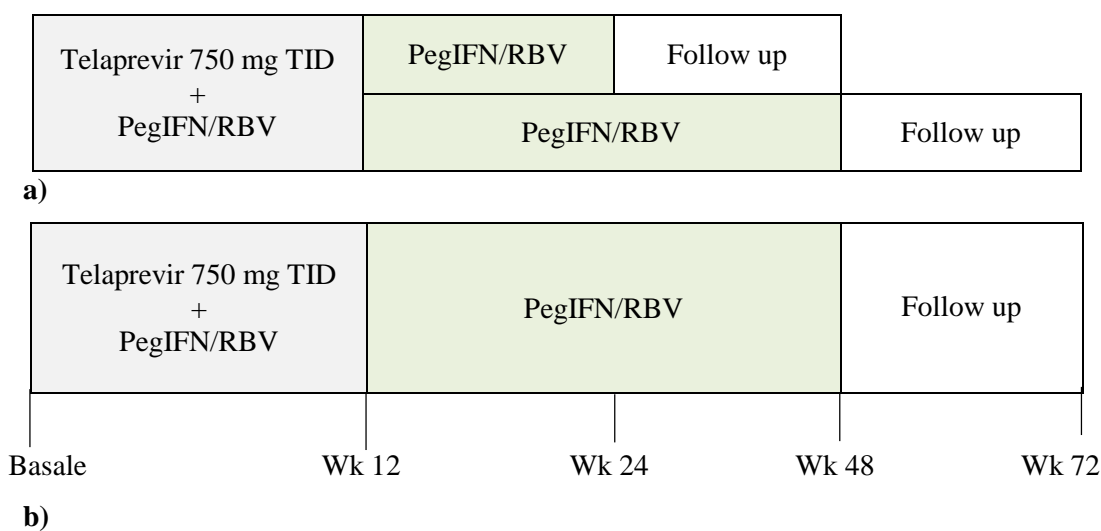 Telaprevir 750 mg TID
+
PegIFN/RBV
PegIFN/RBV
Follow up
PegIFN/RBV
Follow up
a)
Telaprevir 750 mg TID
+
PegIFN/RBV
PegIFN/RBV
Follow up
Basale
Wk 12
Wk 24
Wk 48
Wk 72
b)